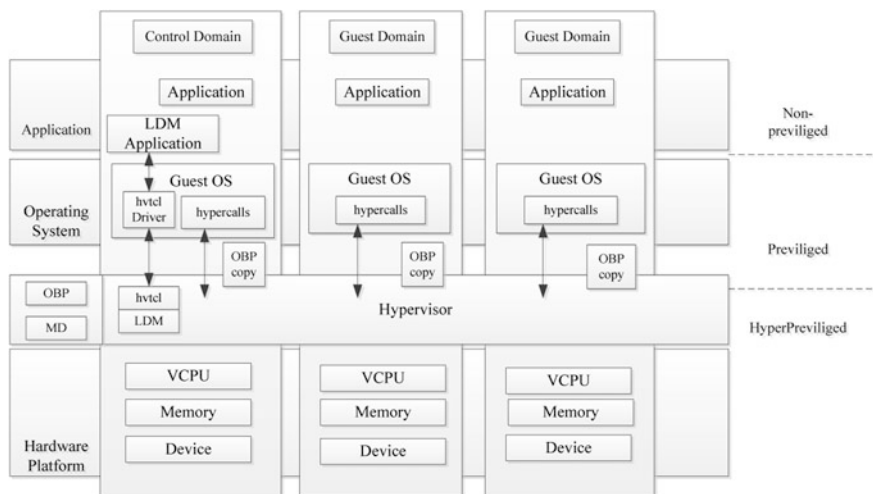 Control Domain
Guest Domain
Guest Domain
Application
Application
Application
Application
LDM
Application
Non-
previliged
Operating
System
Guest OS
hvtcl
Driver
hypercalls
OBP
copy
Guest OS
hypercalls
OBP
copy
Guest OS
hypercalls
OBP
copy
Previliged
OBP
MD
hvtcl
LDM
Hypervisor
HyperPreviliged
Hardware
Platform
VCPU
Memory
Device
VCPU
Memory
Device
VCPU
Memory
Device